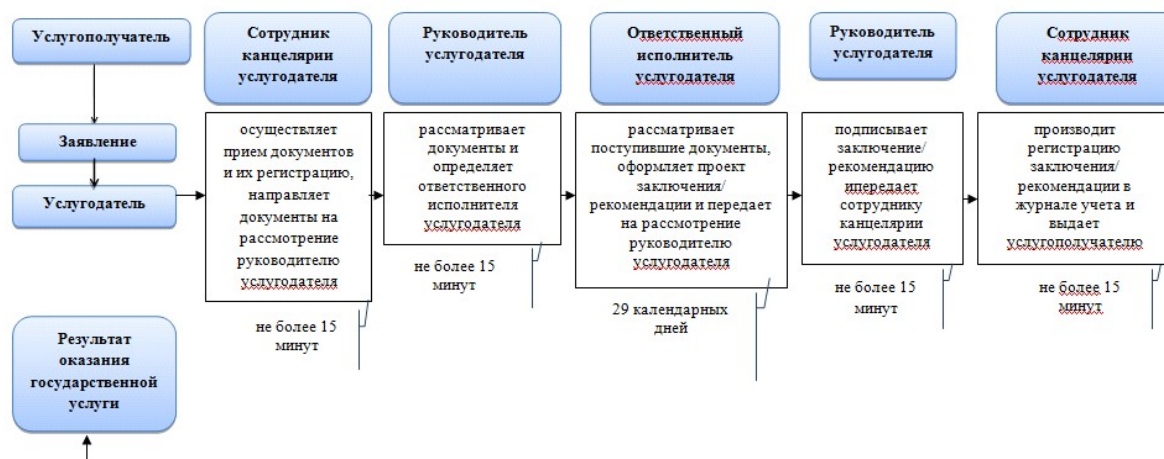 Услугополучатель
Заявление
Услугодатель
Сотрудник
канцелярии
услугодателя
осуществляет
прием документов
и их регистрацию,
направляет
документы на
рассмотрение
руководителю
услугодателя
не более 15
минут
Руководитель
услугодателя
рассматривает
документы и
определяет
ответственного
исполнителя
услугодателя
не более 15
минут
Ответственный
исполнитель
услугодателя
рассматривает
поступившие документы,
оформляет проект
заключения/
рекомендации и передает
на рассмотрение
руководителю
услугодателя
29 календарных
дней
Руководитель
услугодателя
подписывает
заключение/
рекомендацию
ипередает
сотруднику
канцелярии
услугодателя
не более 15
минут
Сотрудник
канцелярии
услугодателя
производит
регистрацию
заключения/
рекомендации в
журнале учета и
выдает
услугополучателю
не более 15
минут
Результат
оказания
государственной
услуги